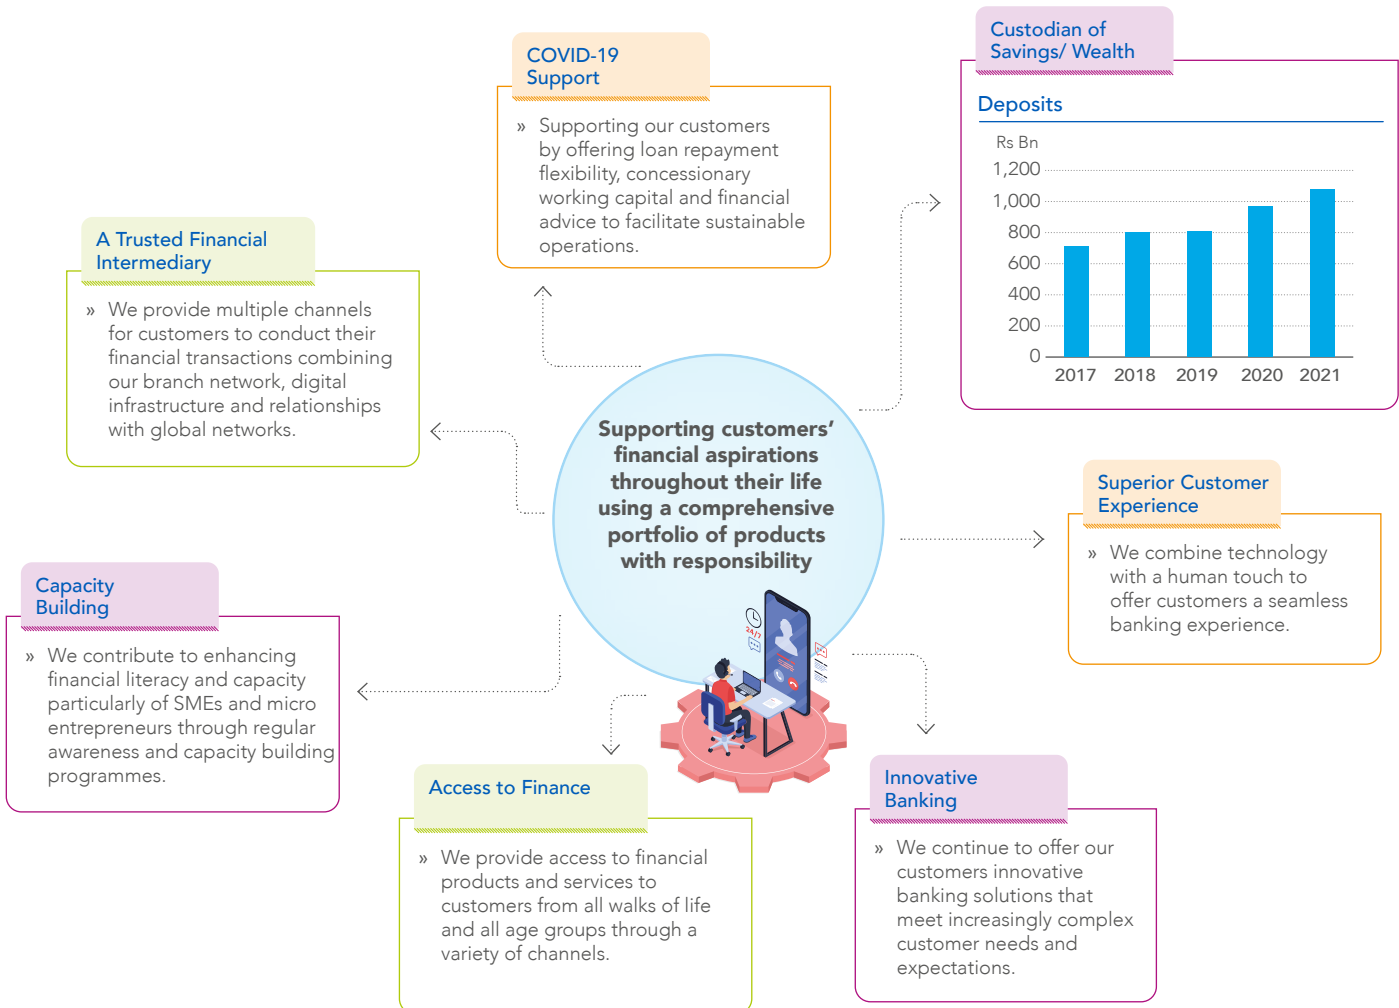 COVID-19
Support
» Supporting our customers
by offering loan repayment
flexibility, concessionary
working capital and financial
advice to facilitate sustainable
operations.
Custodian of
Savings/ Wealth
Deposits
Rs Bn
1,200
1,000
800
600
400
200
0
2017 2018 2019 2020 2021
A Trusted Financial
Intermediary
» We provide multiple channels
for customers to conduct their
financial transactions combining
our branch network, digital
infrastructure and relationships
with global networks.
Supporting customers’
financial aspirations
throughout their life
using a comprehensive
portfolio of products
with responsibility
24/7
Superior Customer
Experience
» We combine technology
with a human touch to
offer customers a seamless
banking experience.
Capacity
Building
» We contribute to enhancing
financial literacy and capacity
particularly of SMEs and micro
entrepreneurs through regular
awareness and capacity building
programmes.
Access to Finance
» We provide access to financial
products and services to
customers from all walks of life
and all age groups through a
variety of channels.
Innovative
Banking
» We continue to offer our
customers innovative
banking solutions that
meet increasingly complex
customer needs and
expectations.